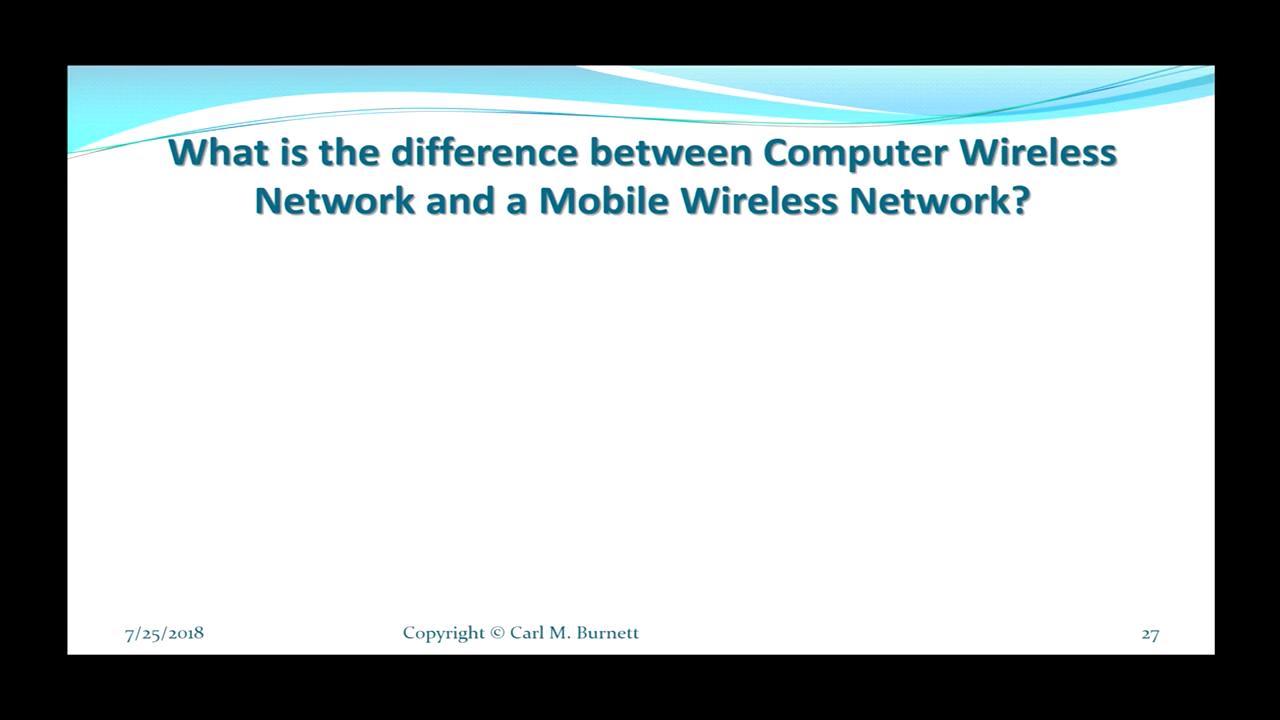 What is the difference between Computer Wireless
Network and a Mobile Wireless Network?
7/25/2018
Copyright © Carl M. Burnett
27